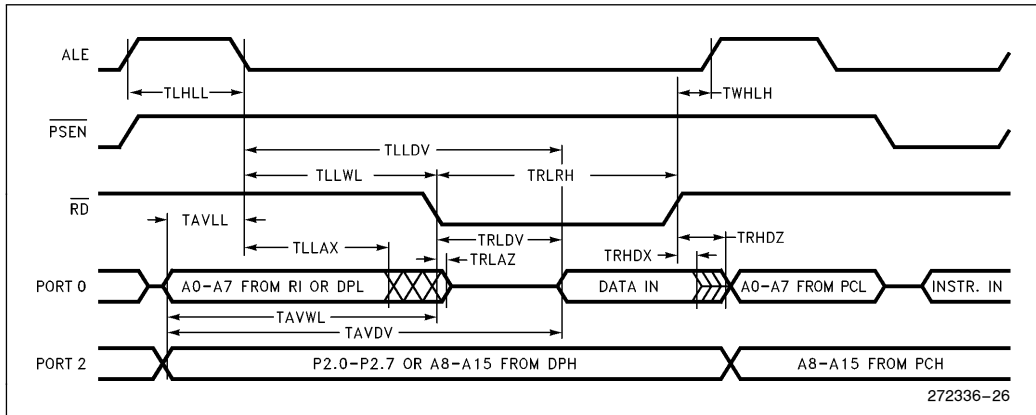 ALE
TLHLL
TWHLH
PSEN
TLLDV
TLLWL
TRLRH
RD
TAVLL
TLLAX
TRLDV
TRLAZ
TRHDX
TRHDZ
PORT 0
A0-A7 FROM RI OR DPL
DATA IN
A0-A7 FROM PCL
INSTR. IN
TAVWL
TAVDV
PORT 2
P2.0-P2.7 OR A8-A15 FROM DPH
A8-A15 FROM PCH
272336-26